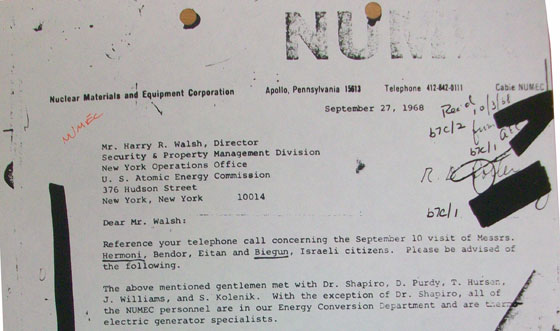 NUM
Nuclear Materials and Equipment Corporation Apollo, Pennsylvania 15613 Telephone 412-842-0111 Cable NUMEC
September 27, 1968
Rec'd 10/3/68
NUMEC
b7c/2
b7c/1
Mr. Harry R. Walsh, Director
Security & Property Management Division
New York Operations Office
U. S. Atomic Energy Commission
376 Hudson Street
New York, New York 10014
b7c/1
Dear Mr. Walsh:
Reference your telephone call concerning the September 10 visit of Messrs.
Hermoni, Bendor, Eitan and Biegun, Israeli citizens. Please be advised of
the following.
The above mentioned gentlemen met with Dr. Shapiro, D. Purdy, T. Hursen,
J. Williams, and S. Kolenik. With the exception of Dr. Shapiro, all of
the NUMEC personnel are in our Energy Conversion Department and are
electric generator specialists.